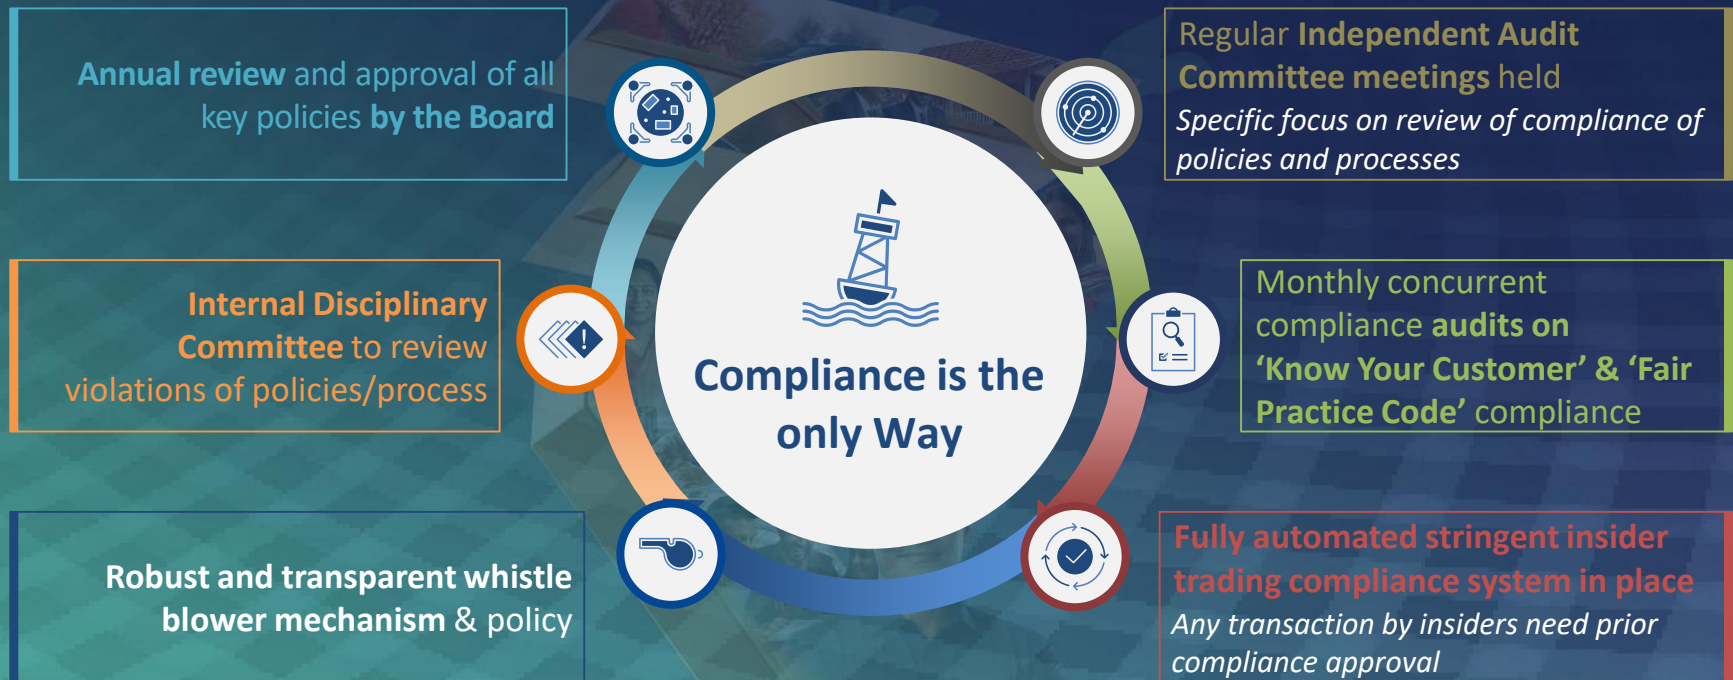 Annual review and approval of all
key policies by the Board
Regular Independent Audit
Committee meetings held
Specific focus on review of compliance of
policies and processes
Internal Disciplinary
Committee to review
violations of policies/process
Compliance is the
only Way
Monthly concurrent
compliance audits on
‘Know Your Customer’ & ‘Fair
Practice Code’ compliance
Robust and transparent whistle
blower mechanism & policy
Fully automated stringent insider
trading compliance system in place
Any transaction by insiders need prior
compliance approval